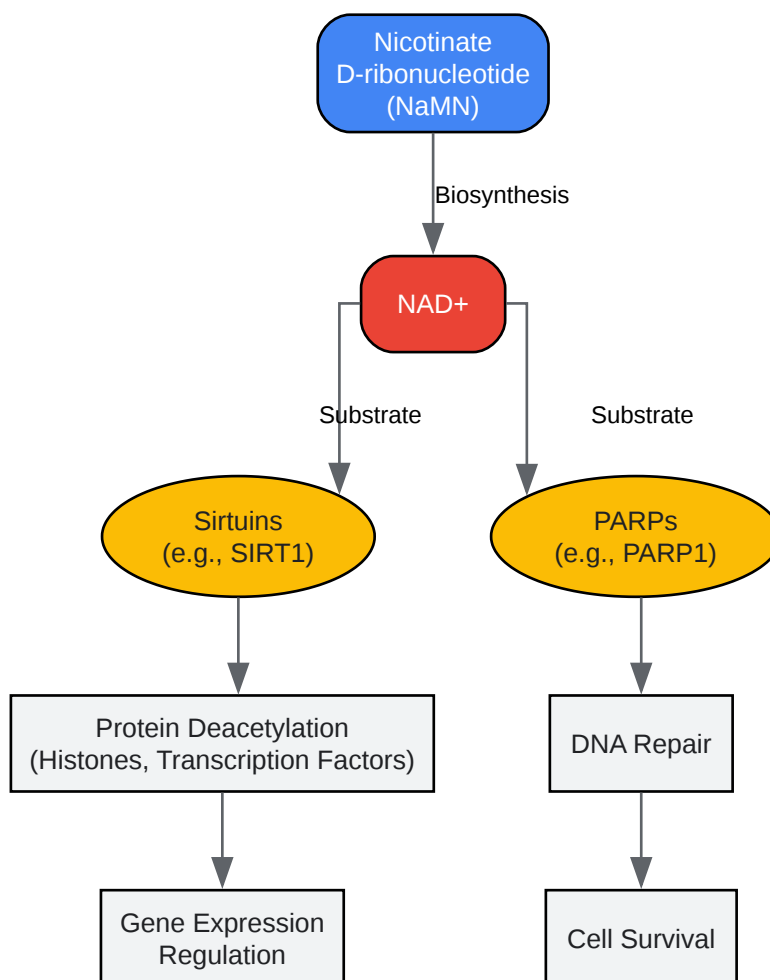 Nicotinate
D-ribonucleotide
(NaMN)
Biosynthesis
NAD+
Substrate
Substrate
Sirtuins
(e.g., SIRT1)
PARPs
(e.g., PARP1)
Protein Deacetylation
(Histones, Transcription Factors)
DNA Repair
Gene Expression
Regulation
Cell Survival